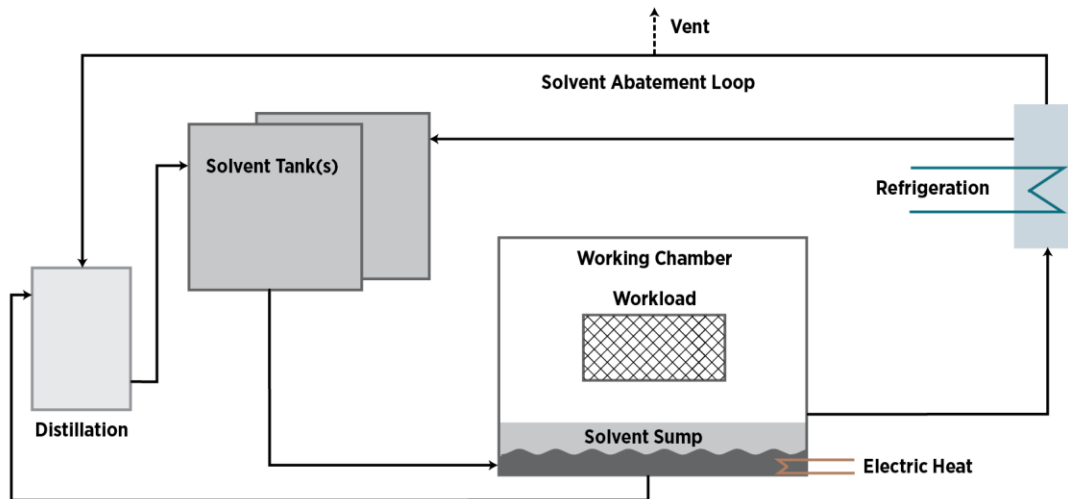 Vent
Solvent Abatement Loop
Solvent Tank(s)
Refrigeration
Working Chamber
Workload
Distillation
Solvent Sump
Electric Heat